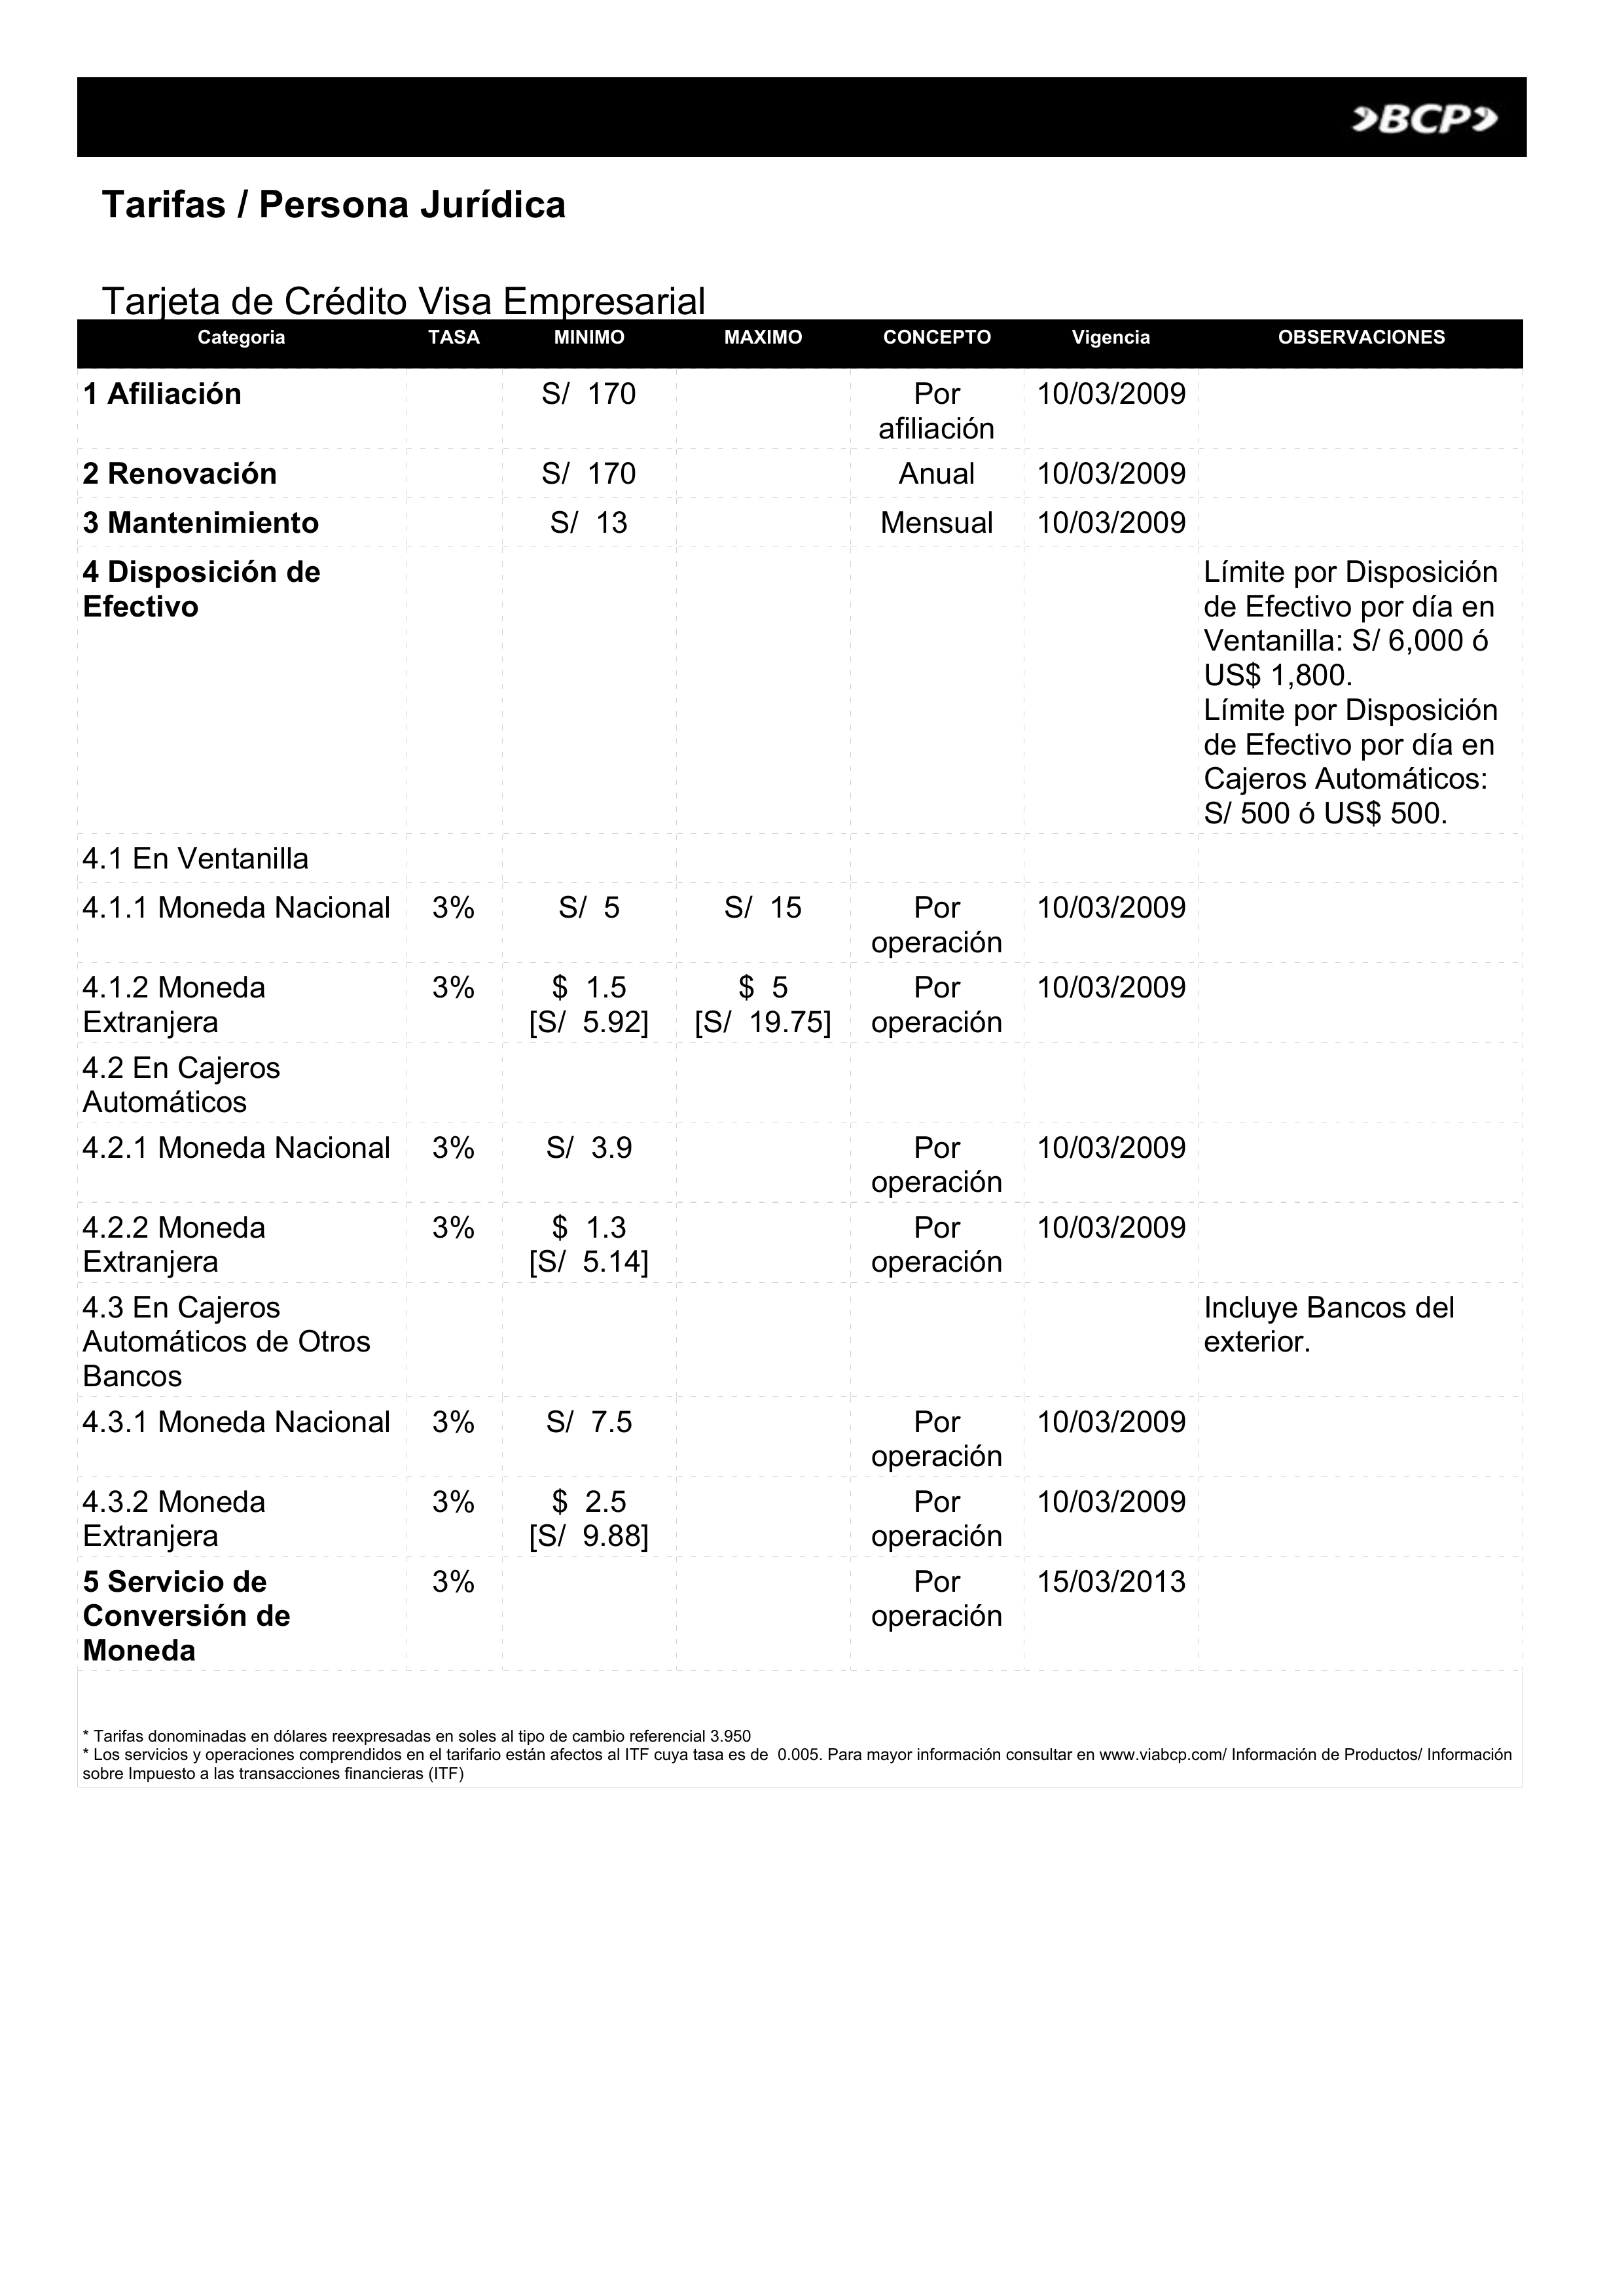 BCP
Tarifas / Persona Jurídica
Tarjeta de Crédito Visa Empresarial
Categoria TASA MINIMO MAXIMO CONCEPTO Vigencia OBSERVACIONES
1 Afiliación S/ 170 Por 10/03/2009
afiliación
2 Renovación S/ 170 Anual 10/03/2009
3 Mantenimiento S/ 13 Mensual 10/03/2009
4 Disposición de Límite por Disposición
Efectivo de Efectivo por día en
Ventanilla: S/ 6,000 ó
US$ 1,800.
Límite por Disposición
de Efectivo por día en
Cajeros Automáticos:
S/ 500 ó US$ 500.
4.1 En Ventanilla
4.1.1 Moneda Nacional 3% S/ 5 S/ 15 Por 10/03/2009
operación
4.1.2 Moneda 3% $ 1.5 $ 5 Por 10/03/2009
Extranjera [S/ 5.92] [S/ 19.75] operación
4.2 En Cajeros
Automáticos
4.2.1 Moneda Nacional 3% S/ 3.9 Por 10/03/2009
operación
4.2.2 Moneda 3% $ 1.3 Por 10/03/2009
Extranjera [S/ 5.14] operación
4.3 En Cajeros Incluye Bancos del
Automáticos de Otros exterior.
Bancos
4.3.1 Moneda Nacional 3% S/ 7.5 Por 10/03/2009
operación
4.3.2 Moneda 3% $ 2.5 Por 10/03/2009
Extranjera [S/ 9.88] operación
5 Servicio de 3% Por 15/03/2013
Conversión de operación
Moneda
* Tarifas donominadas en dólares reexpresadas en soles al tipo de cambio referencial 3.950
* Los servicios y operaciones comprendidos en el tarifario están afectos al ITF cuya tasa es de 0.005. Para mayor información consultar en www.viabcp.com/ Información de Productos/ Información
sobre Impuesto a las transacciones financieras (ITF)